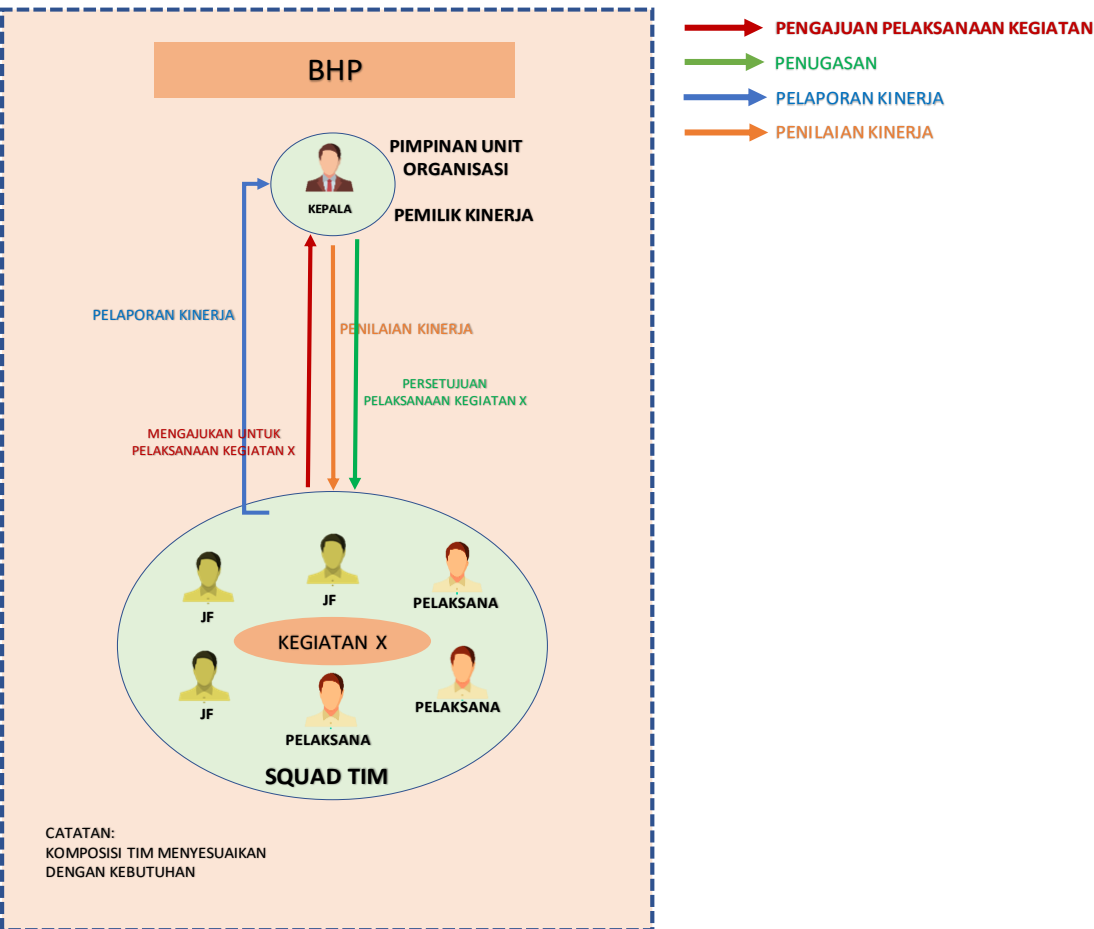 PENGAJUAN PELAKSANAAN KEGIATAN
PENUGASAN
PELAPORAN KINERJA
PENILAIAN KINERJA
BHP
PIMPINAN UNIT
ORGANISASI
KEPALA
PEMILIK KINERJA
PELAPORAN KINERJA
PENILAIAN KINERJA
PERSETUJUAN
PELAKSANAAN KEGIATAN X
MENGAJUKAN UNTUK
PELAKSANAAN KEGIATAN X
JF
JF
PELAKSANA
KEGIATAN X
JF
PELAKSANA
PELAKSANA
SQUAD TIM
CATATAN:
KOMPOSISI TIM MENYESUAIKAN
DENGAN KEBUTUHAN